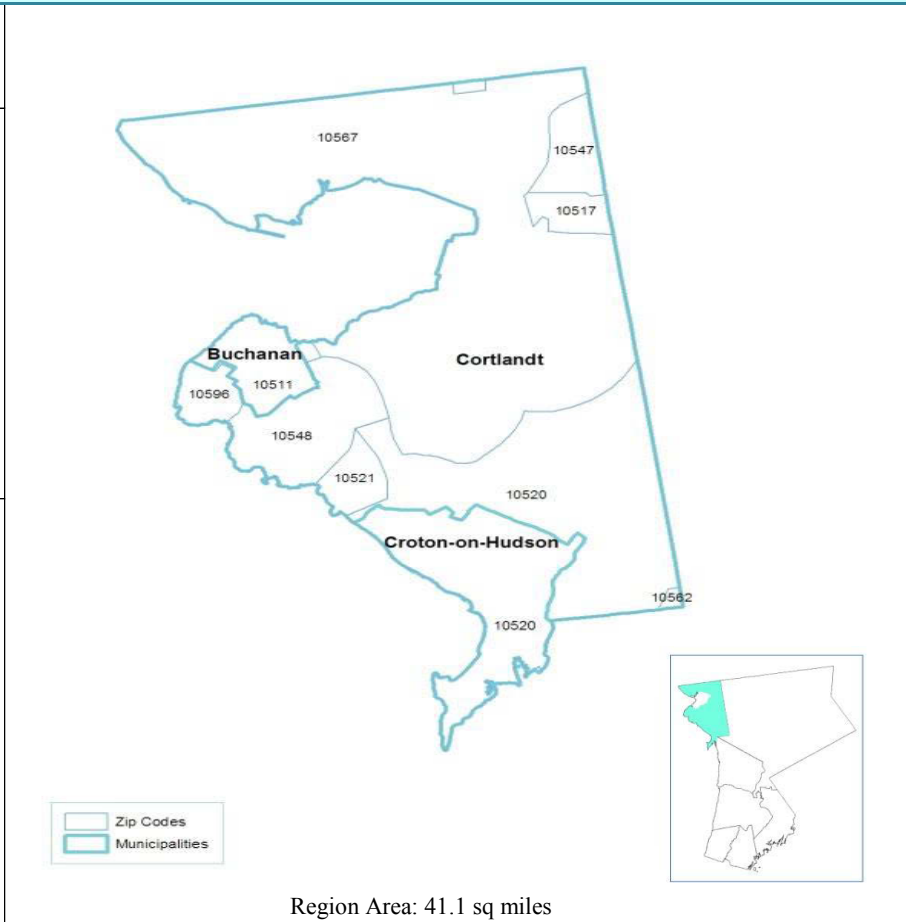 10567
10547
10517
Buchanan
Cortlandt
10511
10596
10548
10521
10520
Croton-on-Hudson
10562
10520
Zip Codes
Municipalities
Region Area: 41.1 sq miles